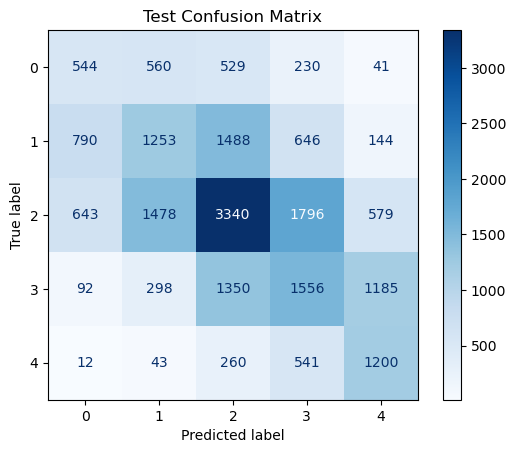 Test Confusion Matrix
0 544 560 529 230 41
1 790 1253 1488 646 144
2 643 1478 3340 1796 579
3 92 298 1350 1556 1185
4 12 43 260 541 1200
0 1 2 3 4
Predicted label
True label
3000
2500
2000
1500
1000
500